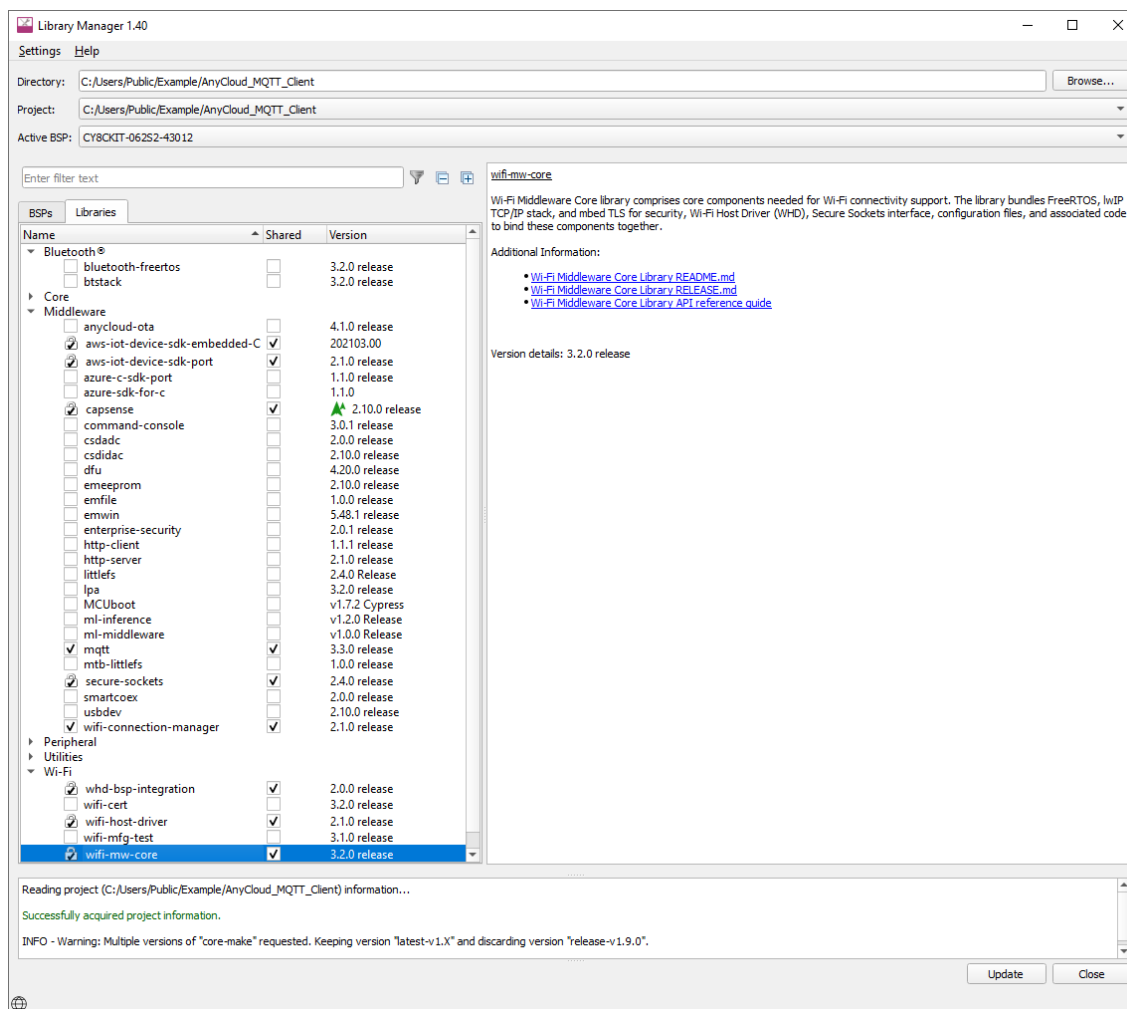 Library Manager 1.40
Settings Help
Directory: C:/Users/Public/Example/AnyCloud_MQTT_Client Browse...
Project: C:/Users/Public/Example/AnyCloud_MQTT_Client
Active BSP: CY8CKIT-062S2-43012
Enter filter text
BSPs Libraries
Name Shared Version
Bluetooth®
bluetooth-freertos 3.2.0 release
btstack 3.2.0 release
Core
Middleware
anycloud-ota 4.1.0 release
aws-iot-device-sdk-embedded-C 202103.00
aws-iot-device-sdk-port 2.1.0 release
azure-c-sdk-port 1.1.0 release
azure-sdk-for-c 1.1.0
capsense 2.10.0 release
command-console 3.0.1 release
csdadc 2.0.0 release
csdidac 2.10.0 release
dfu 4.20.0 release
emeeprom 2.10.0 release
emfile 1.0.0 release
emwin 5.48.1 release
enterprise-security 2.0.1 release
http-client 1.1.1 release
http-server 2.1.0 release
littlefs 2.4.0 Release
lpa 3.2.0 release
MCUboot v1.7.2 Cypress
ml-inference v1.2.0 Release
ml-middleware v1.0.0 Release
mqtt 3.3.0 release
mtb-littlefs 1.0.0 release
secure-sockets 2.4.0 release
smartcoex 2.0.0 release
usbdev 2.10.0 release
wifi-connection-manager 2.1.0 release
Peripheral
Utilities
Wi-Fi
whd-bsp-integration 2.0.0 release
wifi-cert 3.2.0 release
wifi-host-driver 2.1.0 release
wifi-mfg-test 3.1.0 release
wifi-mw-core 3.2.0 release
wifi-mw-core
Wi-Fi Middleware Core library comprises core components needed for Wi-Fi connectivity support. The library bundles FreeRTOS, lwIP
TCP/IP stack, and mbed TLS for security, Wi-Fi Host Driver (WHD), Secure Sockets interface, configuration files, and associated code
to bind these components together.
Additional Information:
• Wi-Fi Middleware Core Library README.md
• Wi-Fi Middleware Core Library RELEASE.md
• Wi-Fi Middleware Core Library API reference guide
Version details: 3.2.0 release
Reading project (C:/Users/Public/Example/AnyCloud_MQTT_Client) information...
Successfully acquired project information.
INFO - Warning: Multiple versions of "core-make" requested. Keeping version "latest-v1.X" and discarding version "release-v1.9.0".
Update Close